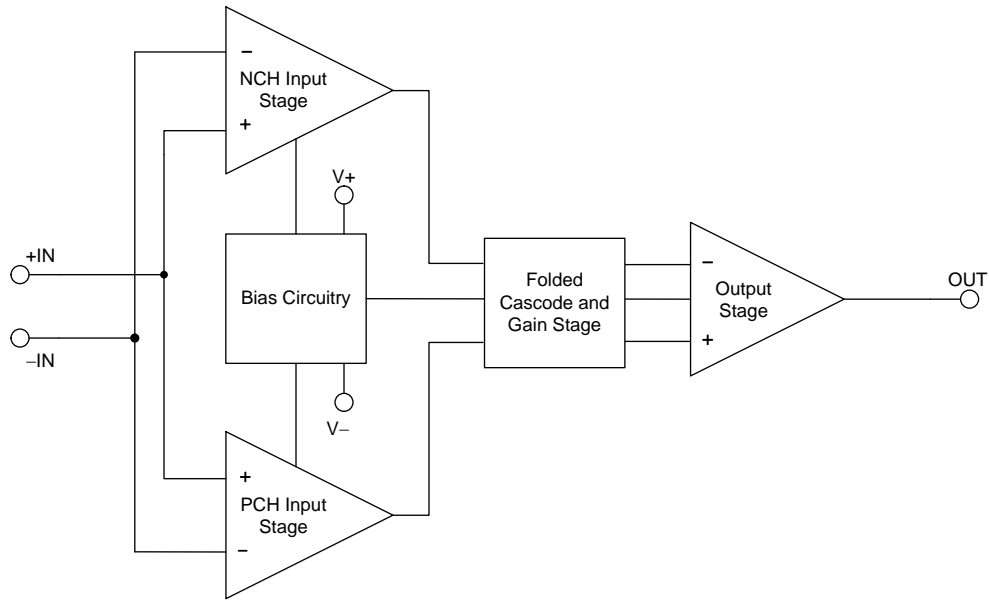 −
NCH Input
Stage
+
V+
+IN
−IN
Bias Circuitry
V−
+
PCH Input
Stage
−
Folded
Cascode and
Gain Stage
−
Output
Stage
+
OUT